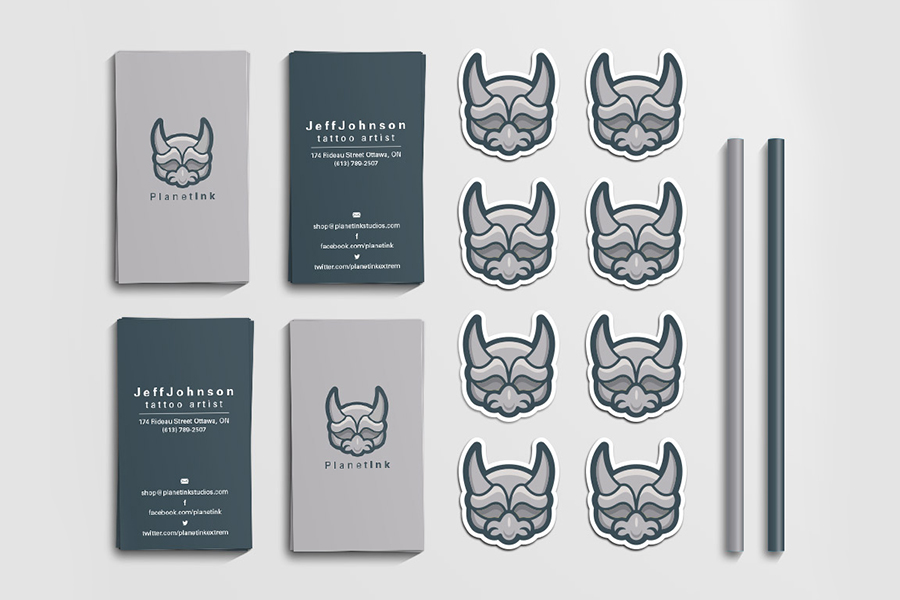 PlanetInk
JeffJohnson
tattoo artist
174 Rideau Street Ottawa, ON
(613) 789-2507
shop@planetinkstudios.com
facebook.com/planetink
twitter.com/planetinkextrem
JeffJohnson
tattoo artist
174 Rideau Street Ottawa, ON
(613) 789-2507
shop@planetinkstudios.com
facebook.com/planetink
twitter.com/planetinkextrem
PlanetInk